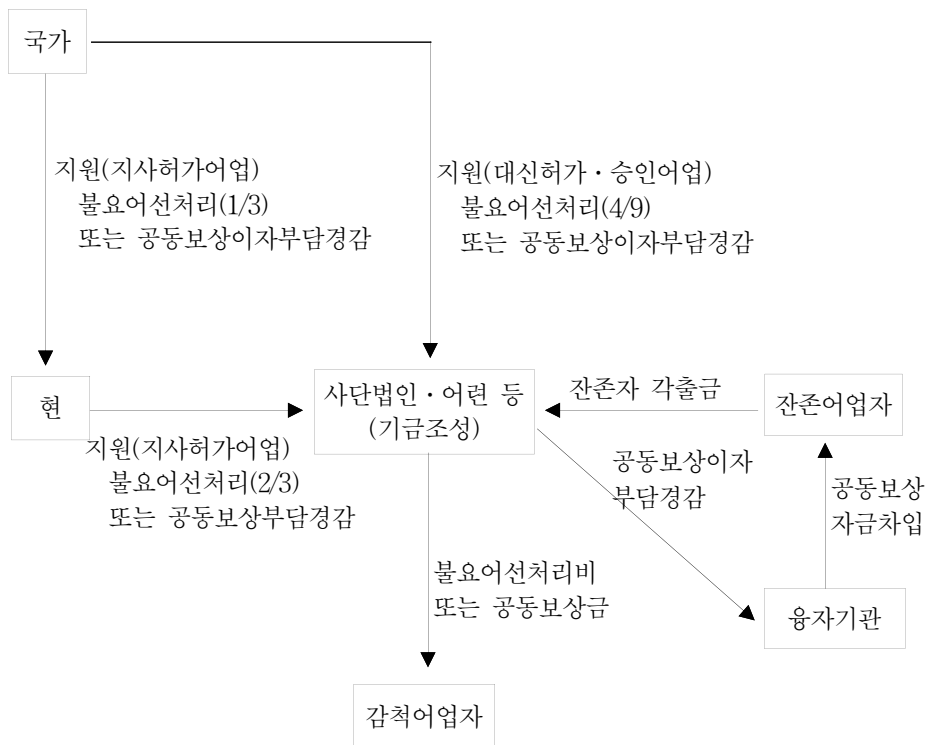 국가
지원(지사허가어업)
불요어선처리(1/3)
또는 공동보상이자부담경감
지원(대신허가・승인어업)
불요어선처리(4/9)
또는 공동보상이자부담경감
현
사단법인・어련 등
(기금조성)
잔존자 각출금
잔존어업자
지원(지사허가어업)
불요어선처리(2/3)
또는 공동보상부담경감
공동보상이자
부담경감
공동보상
자금차입
불요어선처리비
또는 공동보상금
융자기관
감척어업자